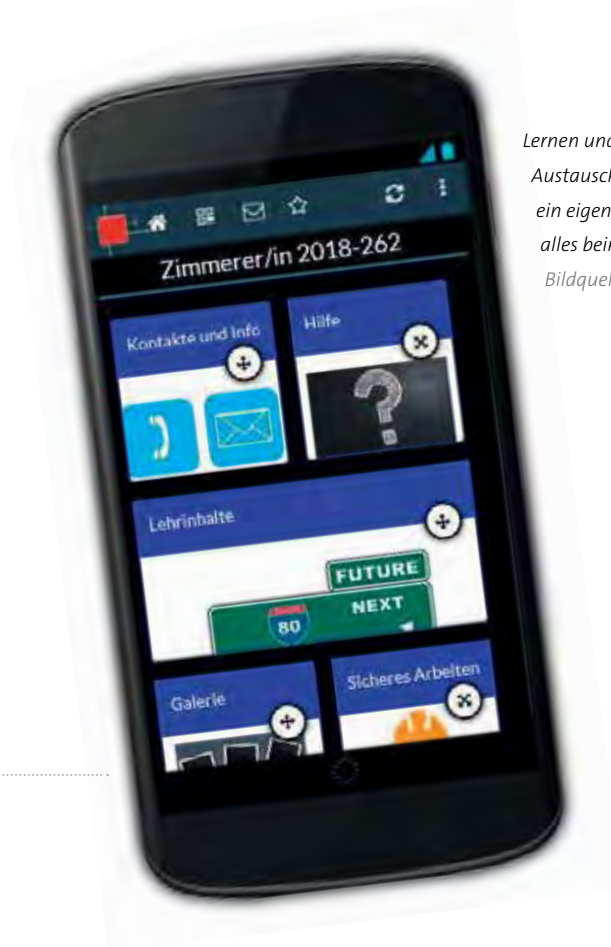 Lernen und
Austausch
ein eigen
alles bei
Bildquel
Zimmerer/in 2018-262
Kontakte und Info
Hilfe
?
Lehrinhalte
FUTURE
NEXT
80
Galerie
Sicheres Arbeiten